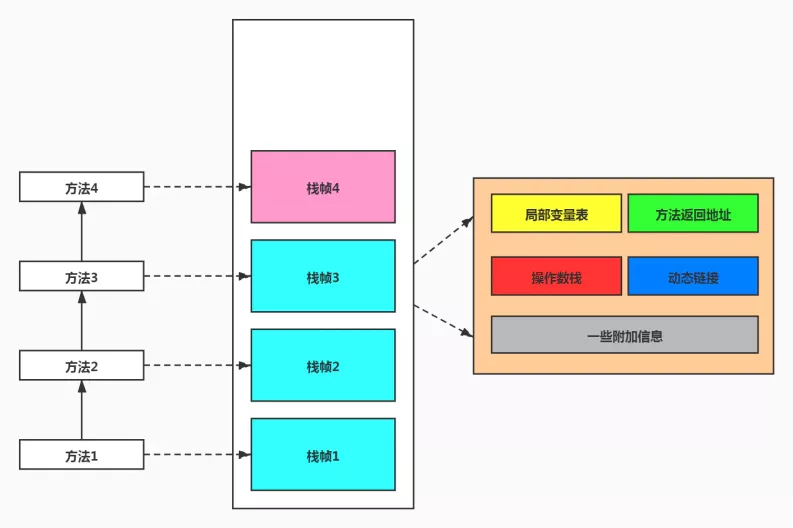 方法4
栈帧4
方法3
栈帧3
方法2
栈帧2
方法1
栈帧1
局部变量表
方法返回地址
操作数栈
动态链接
一些附加信息